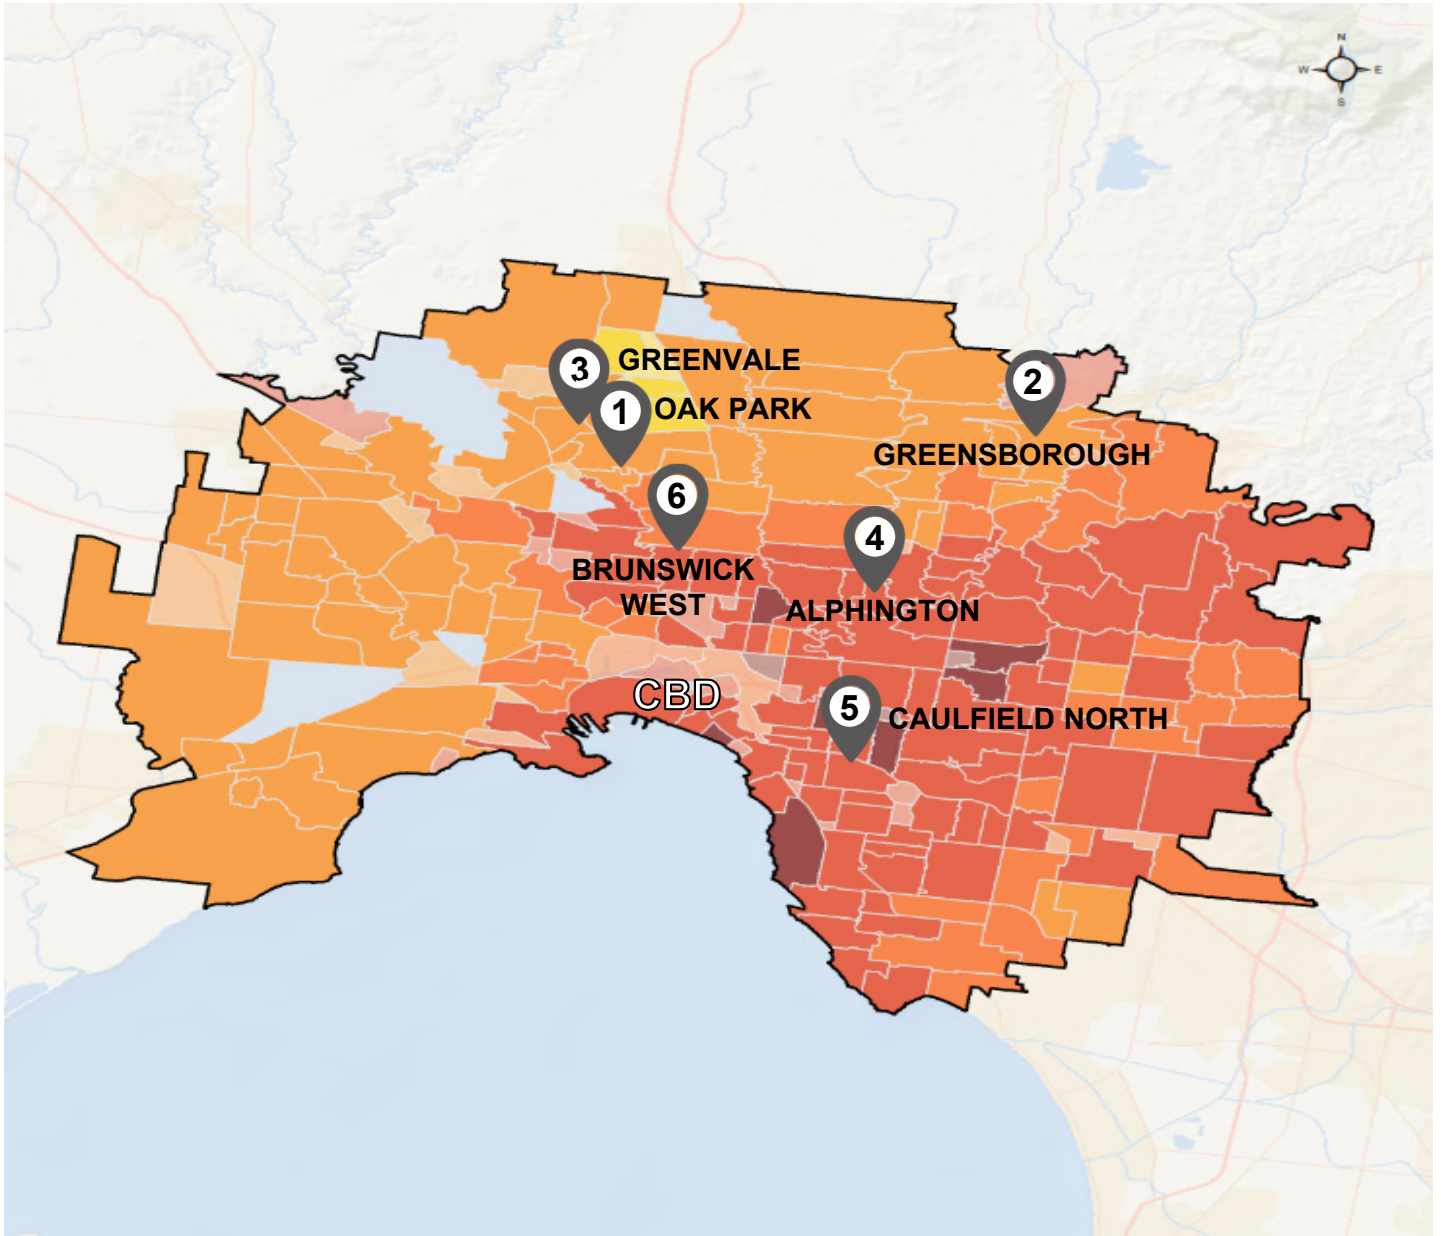 N
W E
S
3 GREENVALE
1 OAK PARK
2
GREENSBOROUGH
6
BRUNSWICK
WEST
4
ALPHINGTON
CBD
5 CAULFIELD NORTH